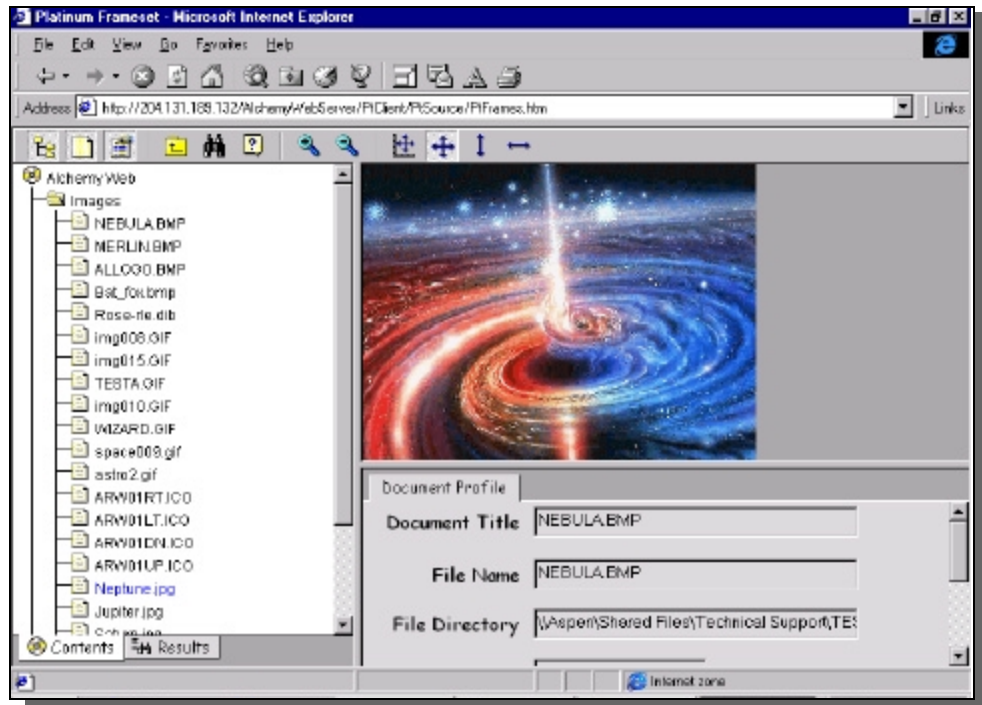 Platinum Frameset - Microsoft Internet Explorer
File Edit View Go Favorites Help
Address http://204.131.189.132/AlchemyWebServer/PtClient/PtSource/PtFrames.htm Links
Alchemy Web
Images
NEBULA.BMP
MERLIN.BMP
ALLOGO.BMP
Bst_fox.bmp
Rose-rle.dib
img008.GIF
img015.GIF
TESTA.GIF
img010.GIF
WIZARD.GIF
space009.gif
astro2.gif
ARW01RT.ICO
ARW01LT.ICO
ARW01DN.ICO
ARW01UP.ICO
Neptune.jpg
Jupiter.jpg
Contents Results
Document Profile
Document Title NEBULA.BMP
File Name NEBULA.BMP
File Directory \\Aspen\Shared Files\Technical Support\TES
Internet zone